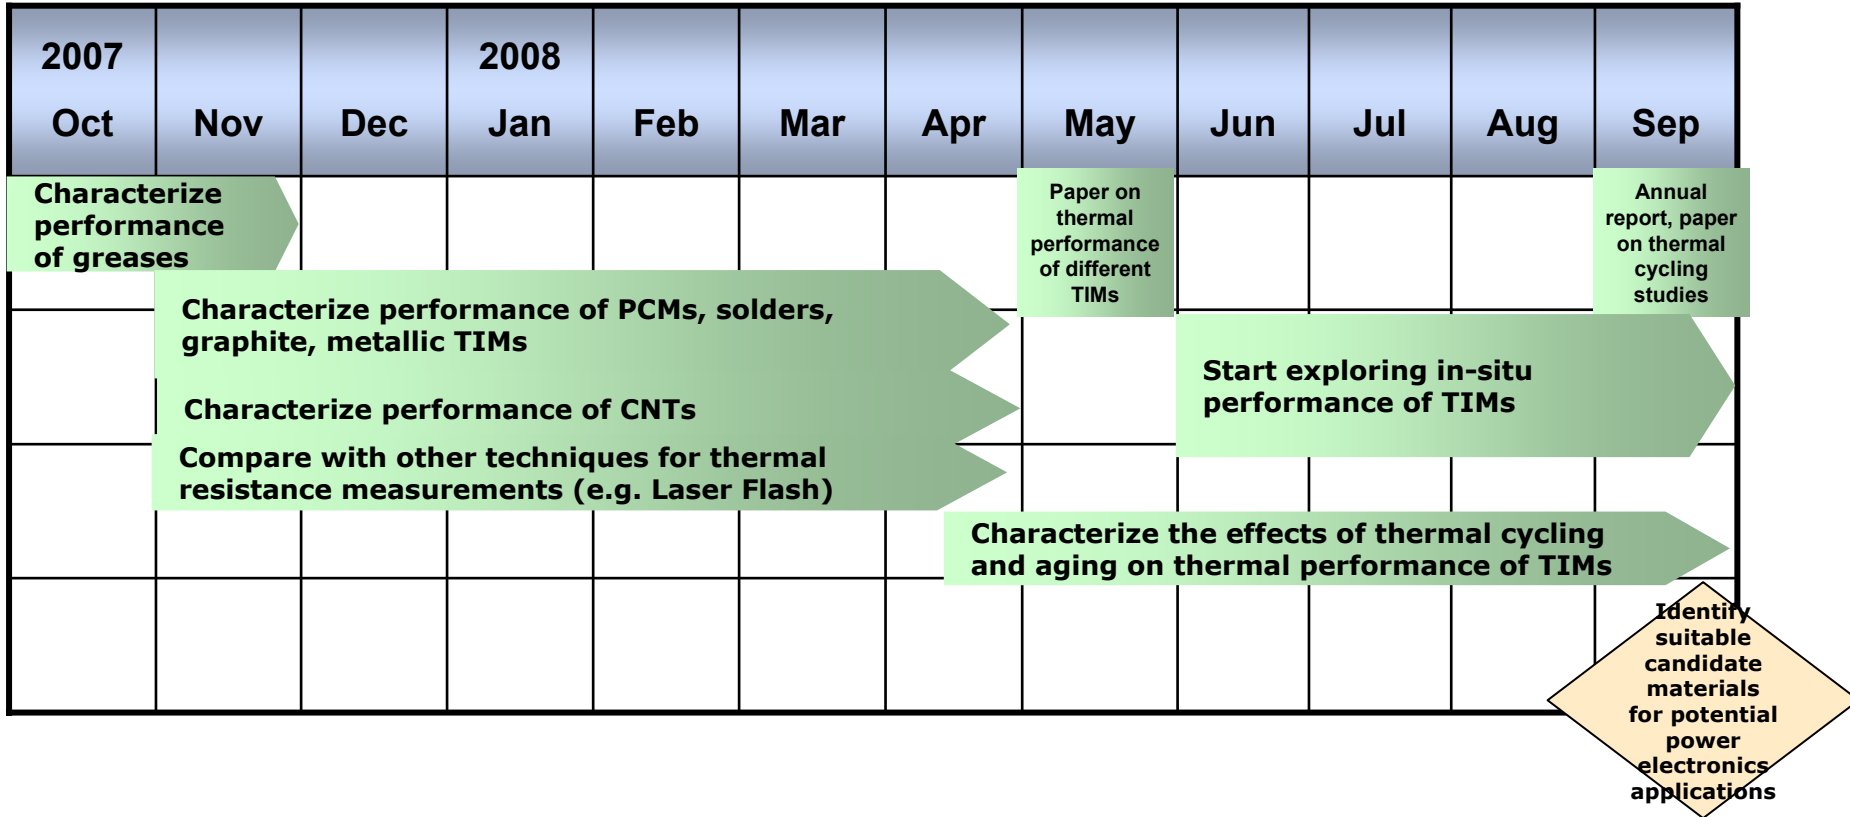 2007
2008
Oct
Nov
Dec
Jan
Feb
Mar
Apr
May
Jun
Jul
Aug
Sep
Characterize
performance
of greases
Paper on
thermal
performance
of different
TIMs
Annual
report, paper
on thermal
cycling
studies
Characterize performance of PCMs, solders,
graphite, metallic TIMs
Start exploring in-situ
performance of TIMs
Characterize performance of CNTs
Compare with other techniques for thermal
resistance measurements (e.g. Laser Flash)
Characterize the effects of thermal cycling
and aging on thermal performance of TIMs
Identify
suitable
candidate
materials
for potential
power
electronics
applications